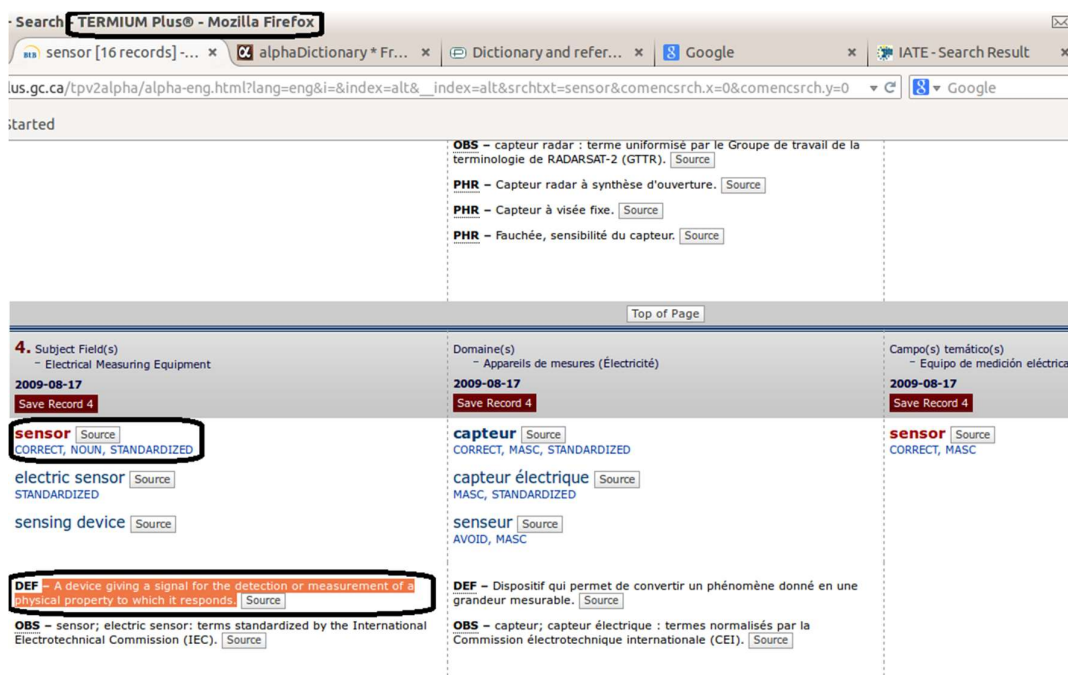 - Search - TERMIUM Plus® - Mozilla Firefox
sensor [16 records] -... × alphaDictionary * Fr... × Dictionary and refer... × Google × IATE - Search Result ×
lus.gc.ca/tpv2alpha/alpha-eng.html?lang=eng&i=&index=alt&__index=alt&srchtxt=sensor&comencsrch.x=0&comencsrch.y=0 Google
Started
OBS – capteur radar : terme uniformisé par le Groupe de travail de la
terminologie de RADARSAT-2 (GTTR). Source
PHR – Capteur radar à synthèse d'ouverture. Source
PHR – Capteur à visée fixe. Source
PHR – Fauchée, sensibilité du capteur. Source
Top of Page
4. Subject Field(s)
– Electrical Measuring Equipment
2009-08-17
Save Record 4
sensor Source
CORRECT, NOUN, STANDARDIZED
electric sensor Source
STANDARDIZED
sensing device Source
DEF – A device giving a signal for the detection or measurement of a
physical property to which it responds. Source
OBS – sensor; electric sensor: terms standardized by the International
Electrotechnical Commission (IEC). Source
Domaine(s)
– Appareils de mesures (Électricité)
2009-08-17
Save Record 4
capteur Source
CORRECT, MASC, STANDARDIZED
capteur électrique Source
MASC, STANDARDIZED
senseur Source
AVOID, MASC
DEF – Dispositif qui permet de convertir un phénomène donné en une
grandeur mesurable. Source
OBS – capteur; capteur électrique : termes normalisés par la
Commission électrotechnique internationale (CEI). Source
Campo(s) temático(s)
– Equipo de medición eléctrica
2009-08-17
Save Record 4
sensor Source
CORRECT, MASC